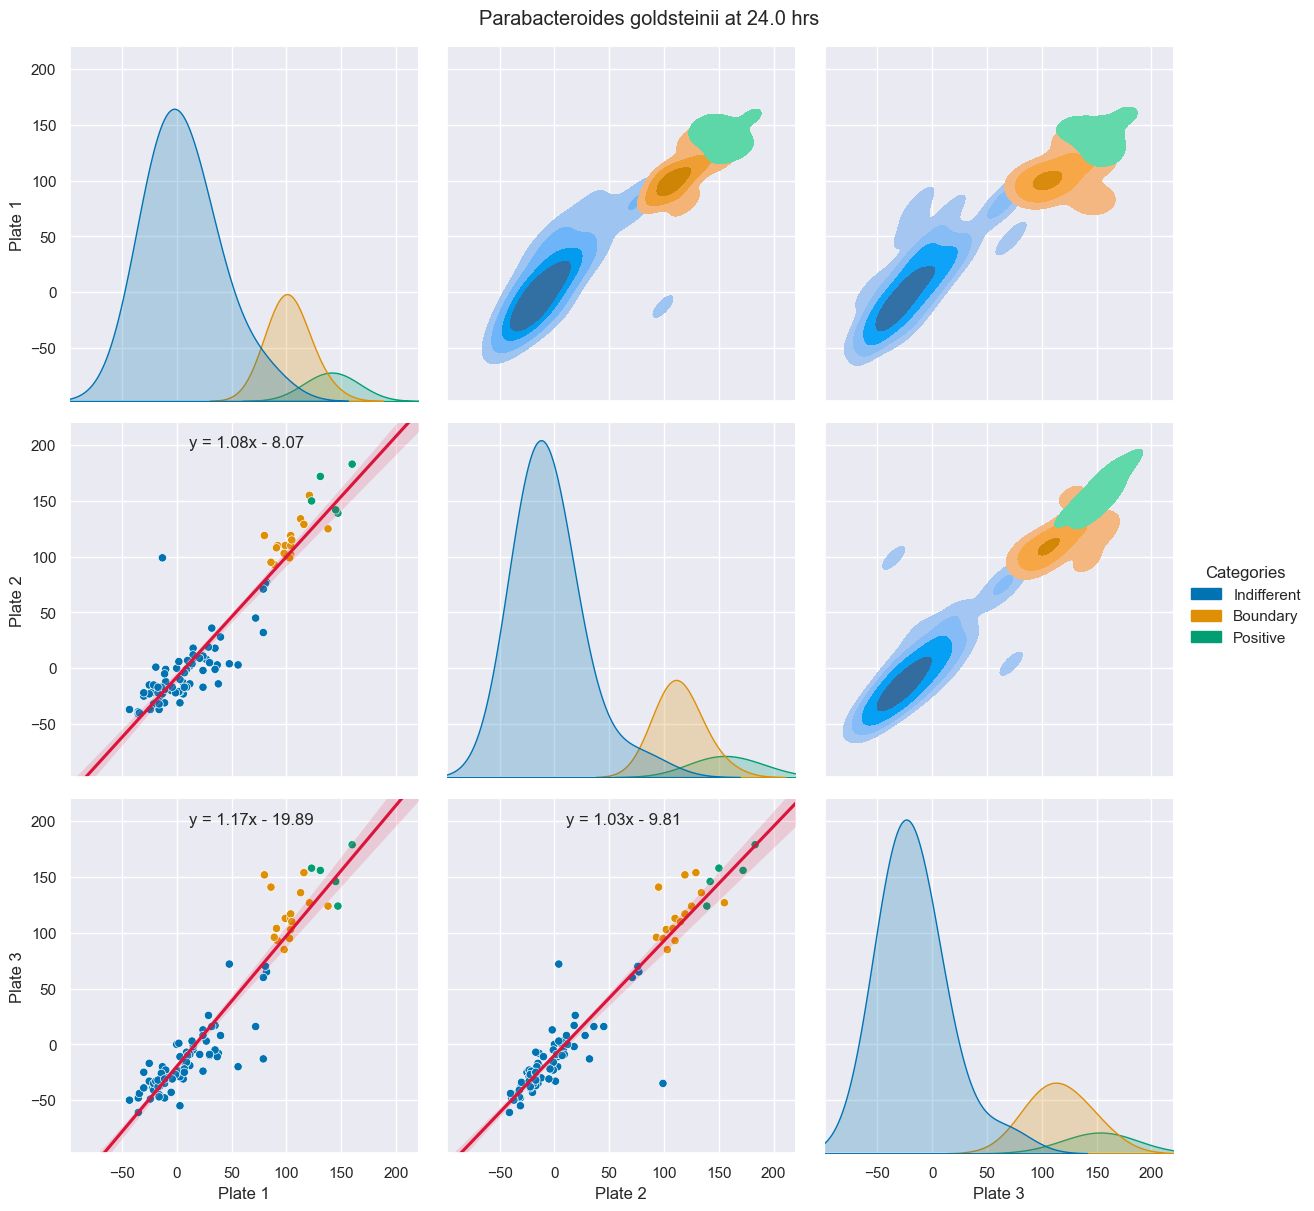 Parabacteroides goldsteinii at 24.0 hrs
200
150
100
50
0
−50
Plate 1
y = 1.08x - 8.07
200
150
100
50
0
−50
Plate 2
Categories
Indifferent
Boundary
Positive
y = 1.17x - 19.89
y = 1.03x - 9.81
200
150
100
50
0
−50
Plate 3
−50 0 50 100 150 200
−50 0 50 100 150 200
−50 0 50 100 150 200
Plate 1
Plate 2
Plate 3